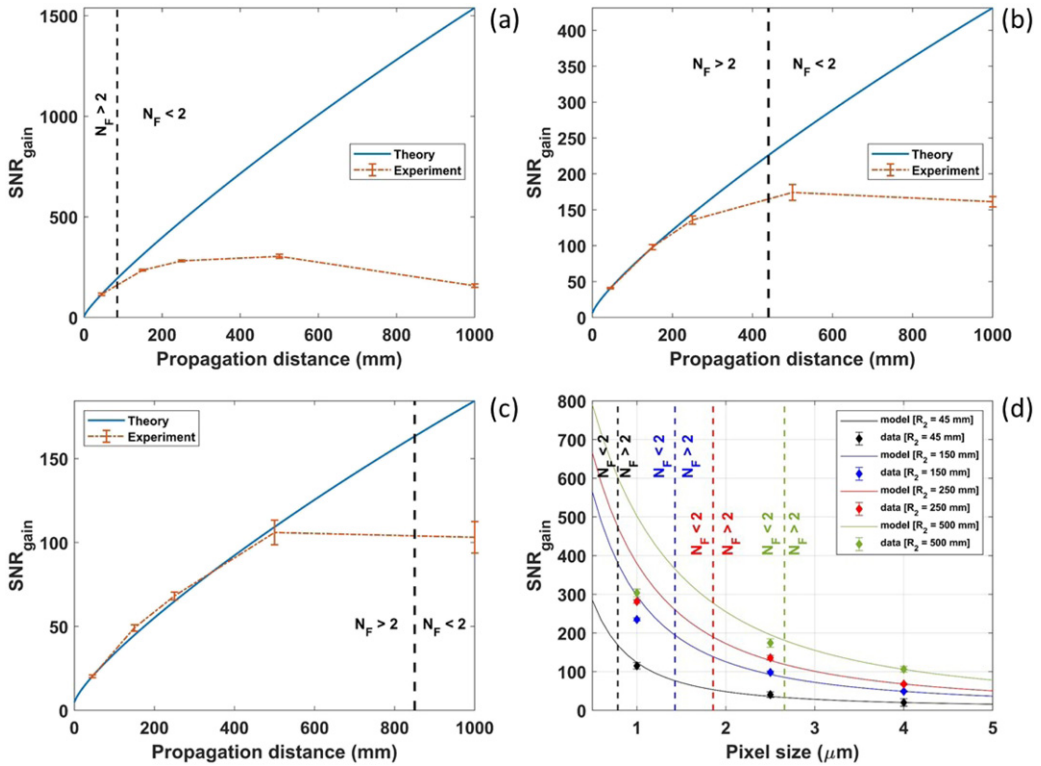 (a)
1500
1000
500
0
SNR_gain
N_F > 2
N_F < 2
Theory
Experiment
0 200 400 600 800 1000
Propagation distance (mm)
(b)
400
350
300
250
200
150
100
50
0
SNR_gain
N_F > 2 N_F < 2
Theory
Experiment
0 200 400 600 800 1000
Propagation distance (mm)
(c)
150
100
50
0
SNR_gain
Theory
Experiment
N_F > 2 N_F < 2
0 200 400 600 800 1000
Propagation distance (mm)
(d)
800
700
600
500
400
300
200
100
0
SNR_gain
N_F < 2
N_F > 2
N_F < 2
N_F > 2
N_F < 2
N_F > 2
N_F < 2
N_F > 2
model [R_2 = 45 mm]
data [R_2 = 45 mm]
model [R_2 = 150 mm]
data [R_2 = 150 mm]
model [R_2 = 250 mm]
data [R_2 = 250 mm]
model [R_2 = 500 mm]
data [R_2 = 500 mm]
1 2 3 4 5
Pixel size (μm)